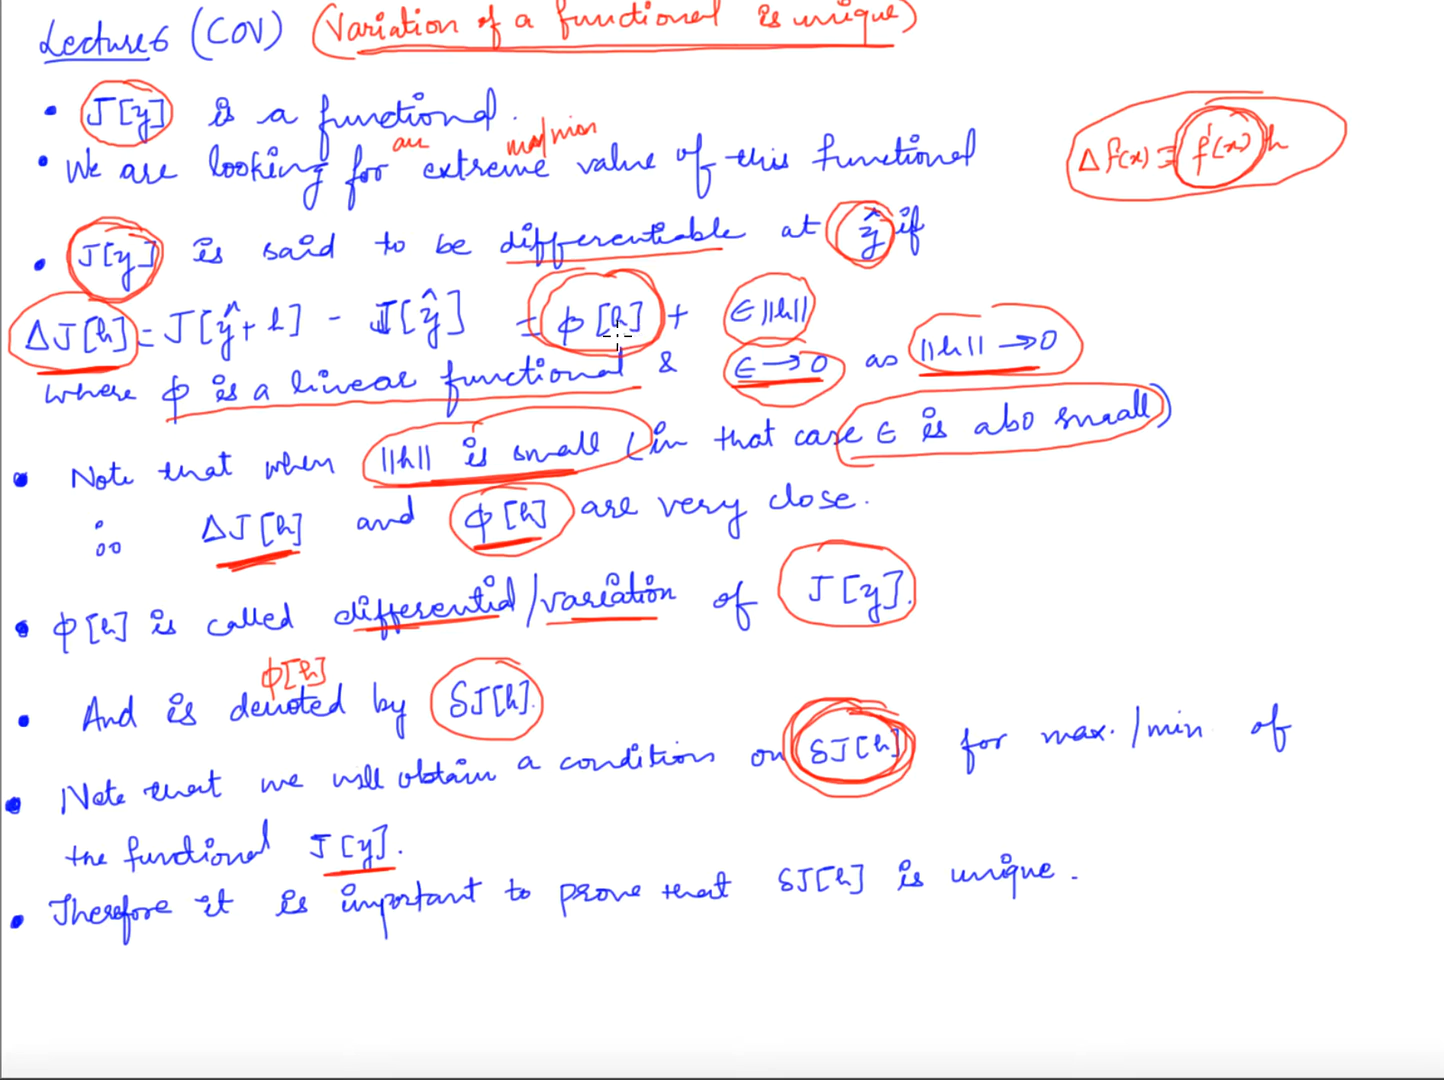 Lecture 6 (COV) (Variation of a functional is unique)
• J[y] is a functional.
an max/min
• We are looking for extreme value of this functional
Δf(x) = f'(x) h
• J[y] is said to be differentiable at ŷ if
ΔJ[h] = J[ŷ + h] - J[ŷ] = φ[h] + ∈||h||
where φ is a linear functional & ∈ → 0 as ||h|| → 0
• Note that when ||h|| is small (in that case ∈ is also small)
∴ ΔJ[h] and φ[h] are very close.
• φ[h] is called differential/variation of J[y].
φ[h]
• And is denoted by δJ[h].
• Note that we will obtain a condition on δJ[h] for max./min of
the functional J[y].
• Therefore it is important to prove that δJ[h] is unique.